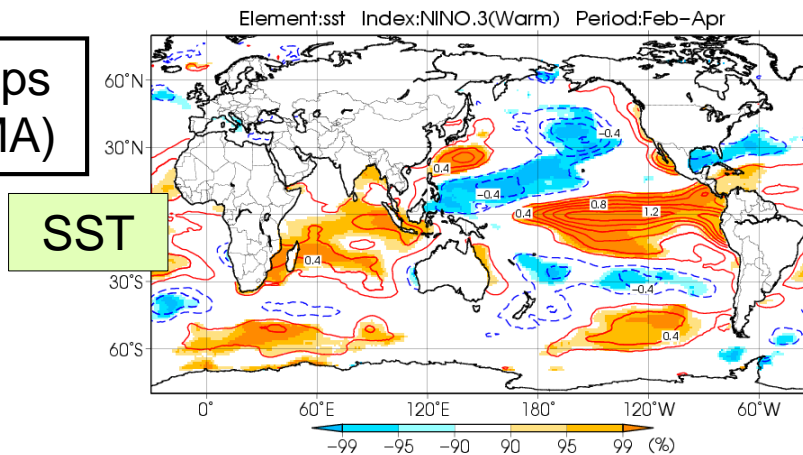 Element:sst Index:NINO.3(Warm) Period:Feb-Apr
ps
MA)
SST
60°N
30°N
30°S
60°S
0.4
-0.4
-0.4
0.4
0.8
1.2
0.4
-0.4
0.4
0° 60°E 120°E 180° 120°W 60°W
-99 -95 -90 90 95 99 (%)